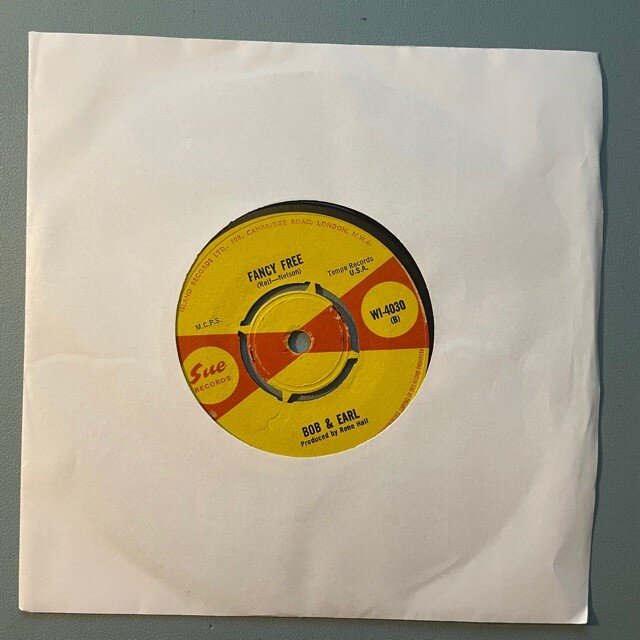 ISLAND RECORDS LTD., 108, CAMBRIDGE ROAD, LONDON, N.W.6.
FANCY FREE
(Relf—Nelson)
Tempe Records
U.S.A.
M.C.P.S.
WI-4030
(B)
Sue
RECORDS
BOB & EARL
Produced by Rene Hall